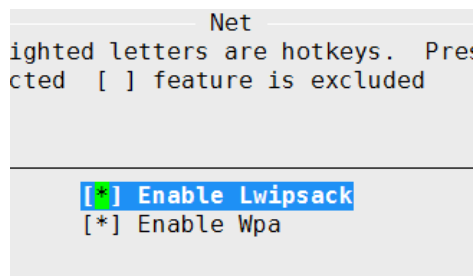 Net
ighted letters are hotkeys. Pres
cted [ ] feature is excluded
[*] Enable Lwipsack
[*] Enable Wpa